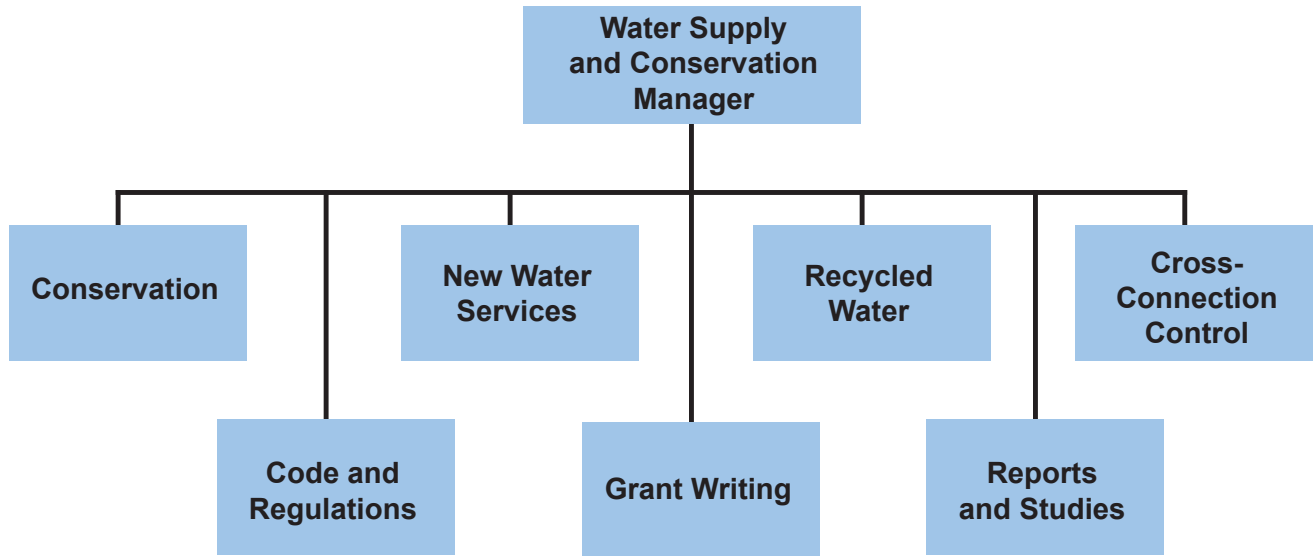 Water Supply
and Conservation
Manager
Conservation
New Water
Services
Recycled
Water
Cross-
Connection
Control
Code and
Regulations
Grant Writing
Reports
and Studies